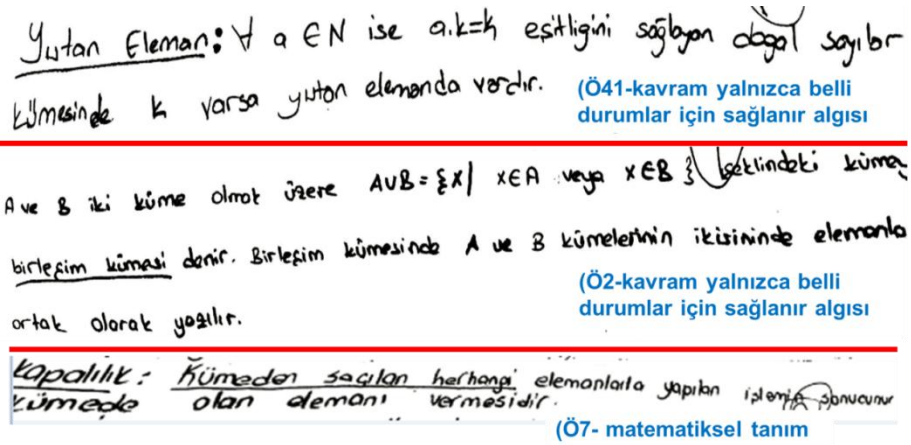 Yutan Eleman: ∀ a ∈ N ise a.k=k eşitliğini sağlayan doğal sayılar
kümesinde k varsa yutan elemanda vardır.
(Ö41-kavram yalnızca belli
durumlar için sağlanır algısı
A ve B iki küme olmak üzere A∪B = {x| x∈A veya x∈B } şeklindeki kümey
birleşim kümesi denir. Birleşim kümesinde A ve B kümelerinin ikisininde elemanla
(Ö2-kavram yalnızca belli
durumlar için sağlanır algısı
ortak olarak yazılır.
Kapalılık: Kümeden seçilen herhangi elemanlarla yapılan işlemin sonucunun
kümede olan elemanı vermesidir.
(Ö7- matematiksel tanım